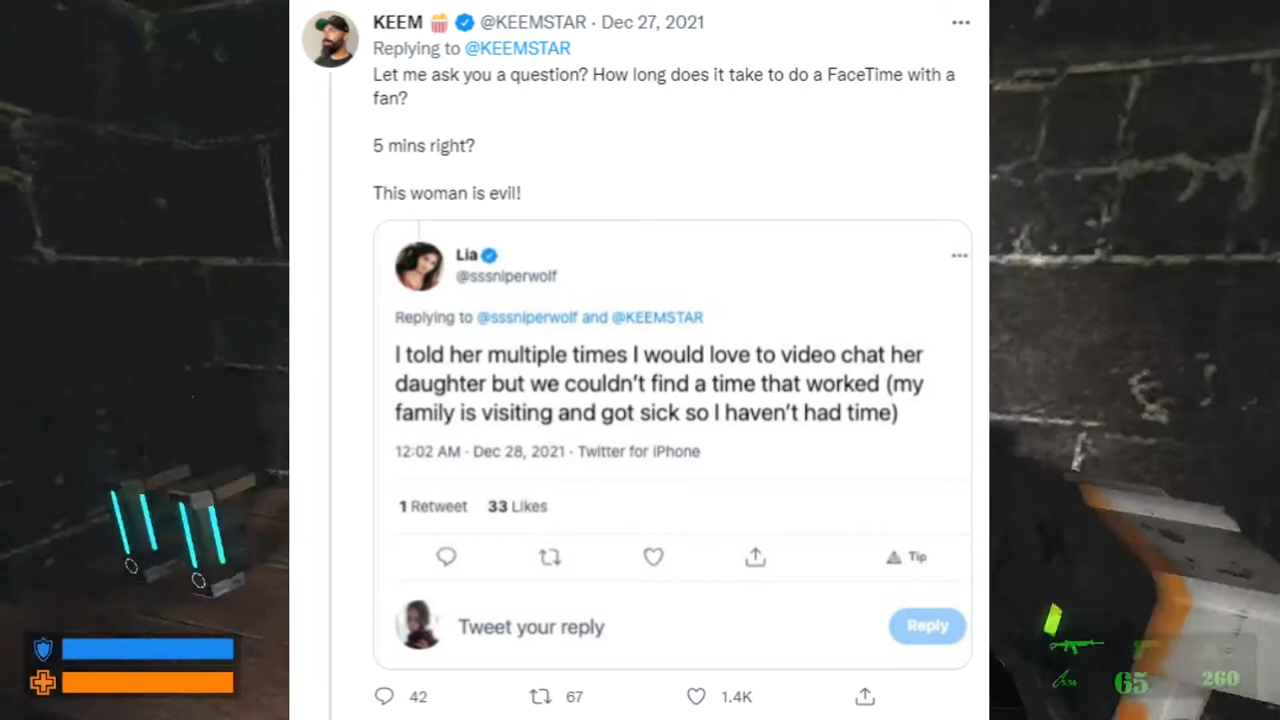 KEEM @KEEMSTAR · Dec 27, 2021
Replying to @KEEMSTAR
Let me ask you a question? How long does it take to do a FaceTime with a
fan?
5 mins right?
This woman is evil!
Lia
@sssniperwolf
Replying to @sssniperwolf and @KEEMSTAR
I told her multiple times I would love to video chat her
daughter but we couldn't find a time that worked (my
family is visiting and got sick so I haven't had time)
12:02 AM · Dec 28, 2021 · Twitter for iPhone
1 Retweet 33 Likes
Tip
Tweet your reply
Reply
42 67 1.4K
5.56
65 260